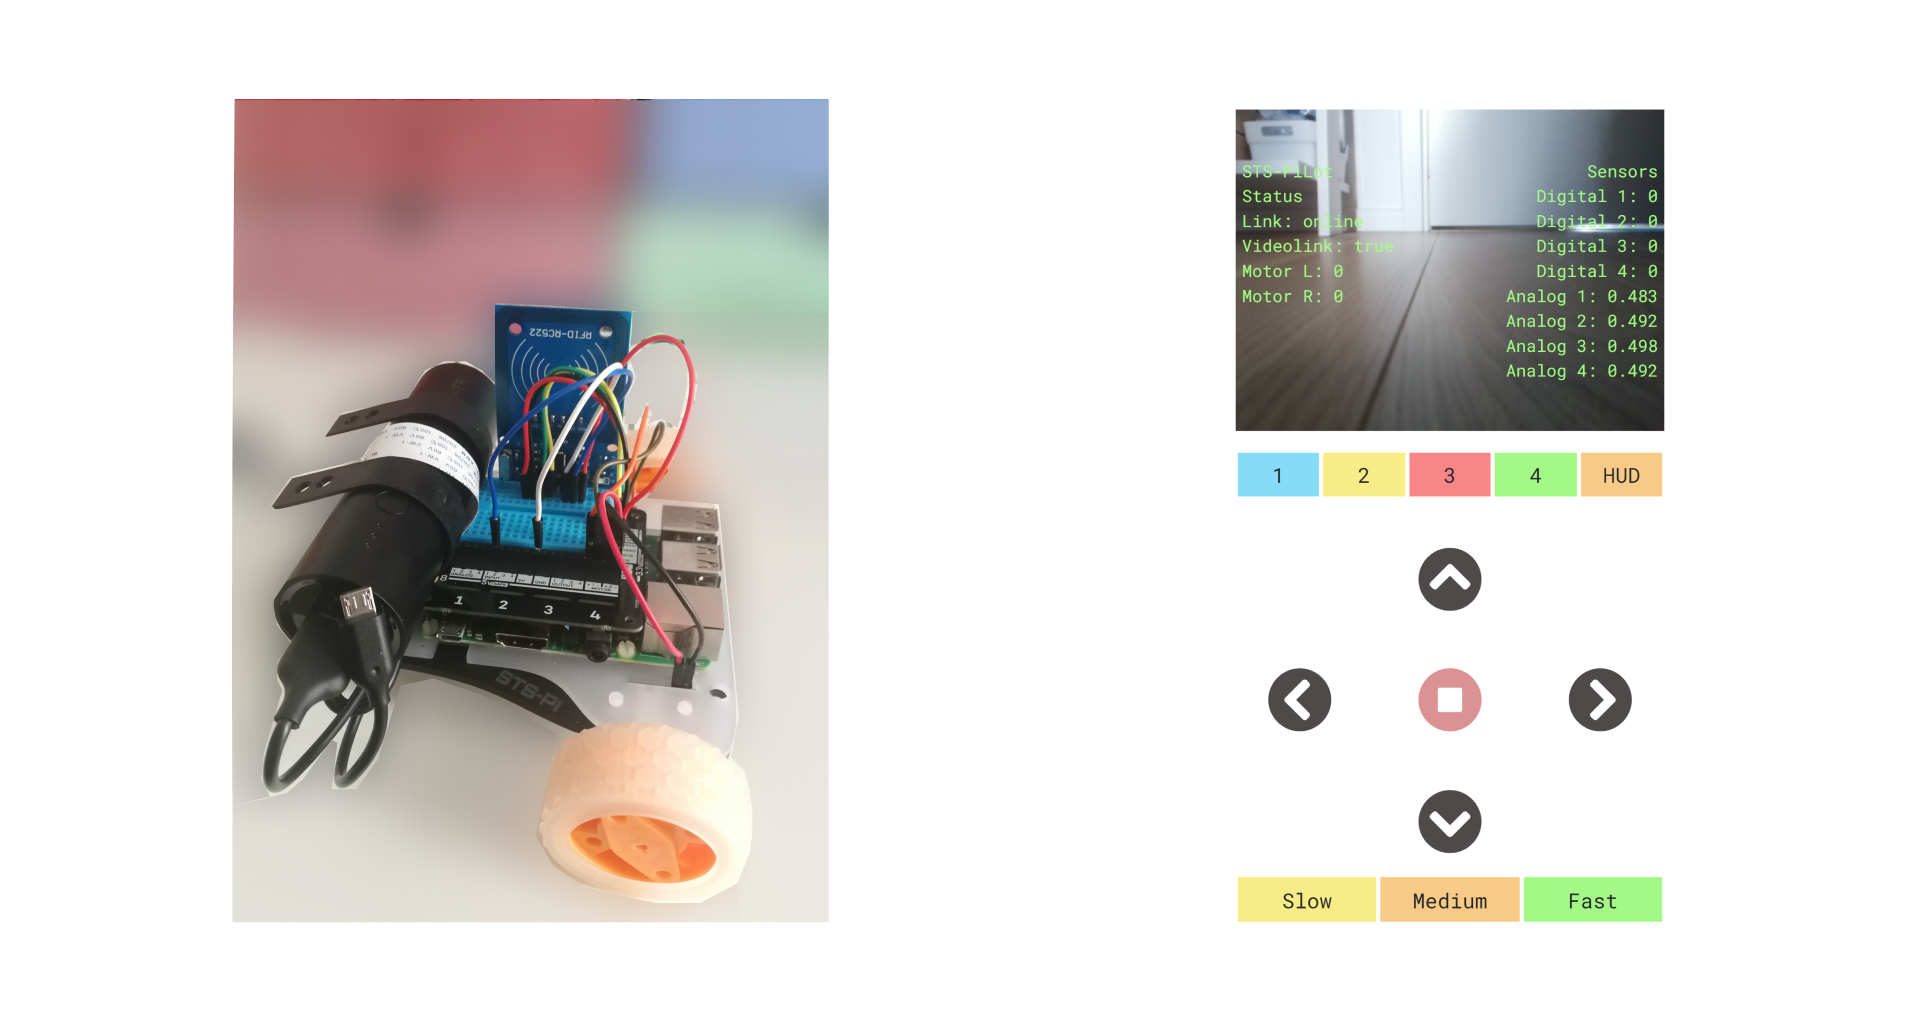 RFID-RC522
1 2 3 4
STS-PI
STS-PiLot
Status
Link: online
Videolink: true
Motor L: 0
Motor R: 0
Sensors
Digital 1: 0
Digital 2: 0
Digital 3: 0
Digital 4: 0
Analog 1: 0.483
Analog 2: 0.492
Analog 3: 0.498
Analog 4: 0.492
1 2 3 4 HUD
Slow Medium Fast